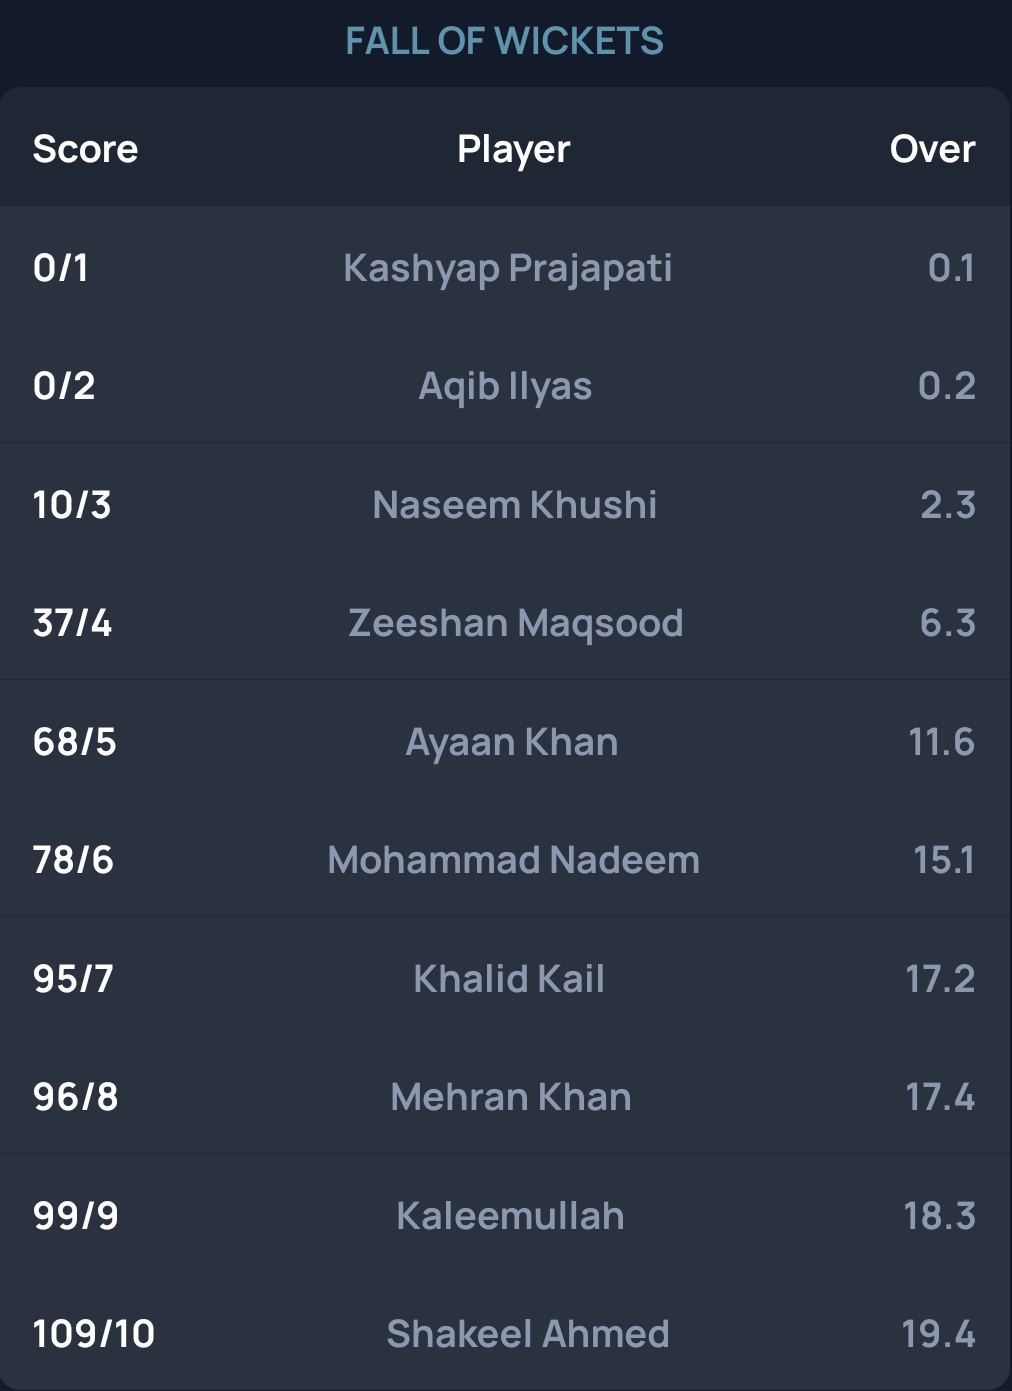 FALL OF WICKETS
Score Player Over
0/1 Kashyap Prajapati 0.1
0/2 Aqib Ilyas 0.2
10/3 Naseem Khushi 2.3
37/4 Zeeshan Maqsood 6.3
68/5 Ayaan Khan 11.6
78/6 Mohammad Nadeem 15.1
95/7 Khalid Kail 17.2
96/8 Mehran Khan 17.4
99/9 Kaleemullah 18.3
109/10 Shakeel Ahmed 19.4